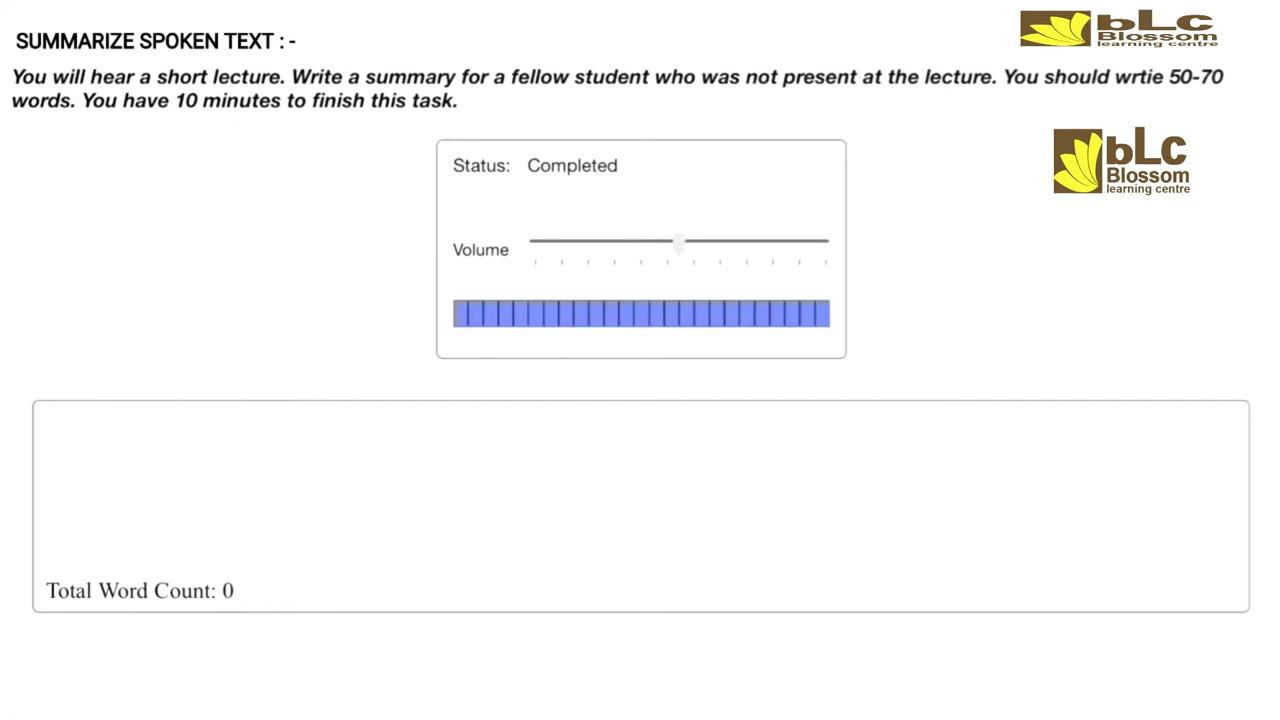 bLC
Blossom
learning centre
SUMMARIZE SPOKEN TEXT : -
You will hear a short lecture. Write a summary for a fellow student who was not present at the lecture. You should wrtie 50-70
words. You have 10 minutes to finish this task.
bLC
Blossom
learning centre
Status: Completed
Volume
Total Word Count: 0